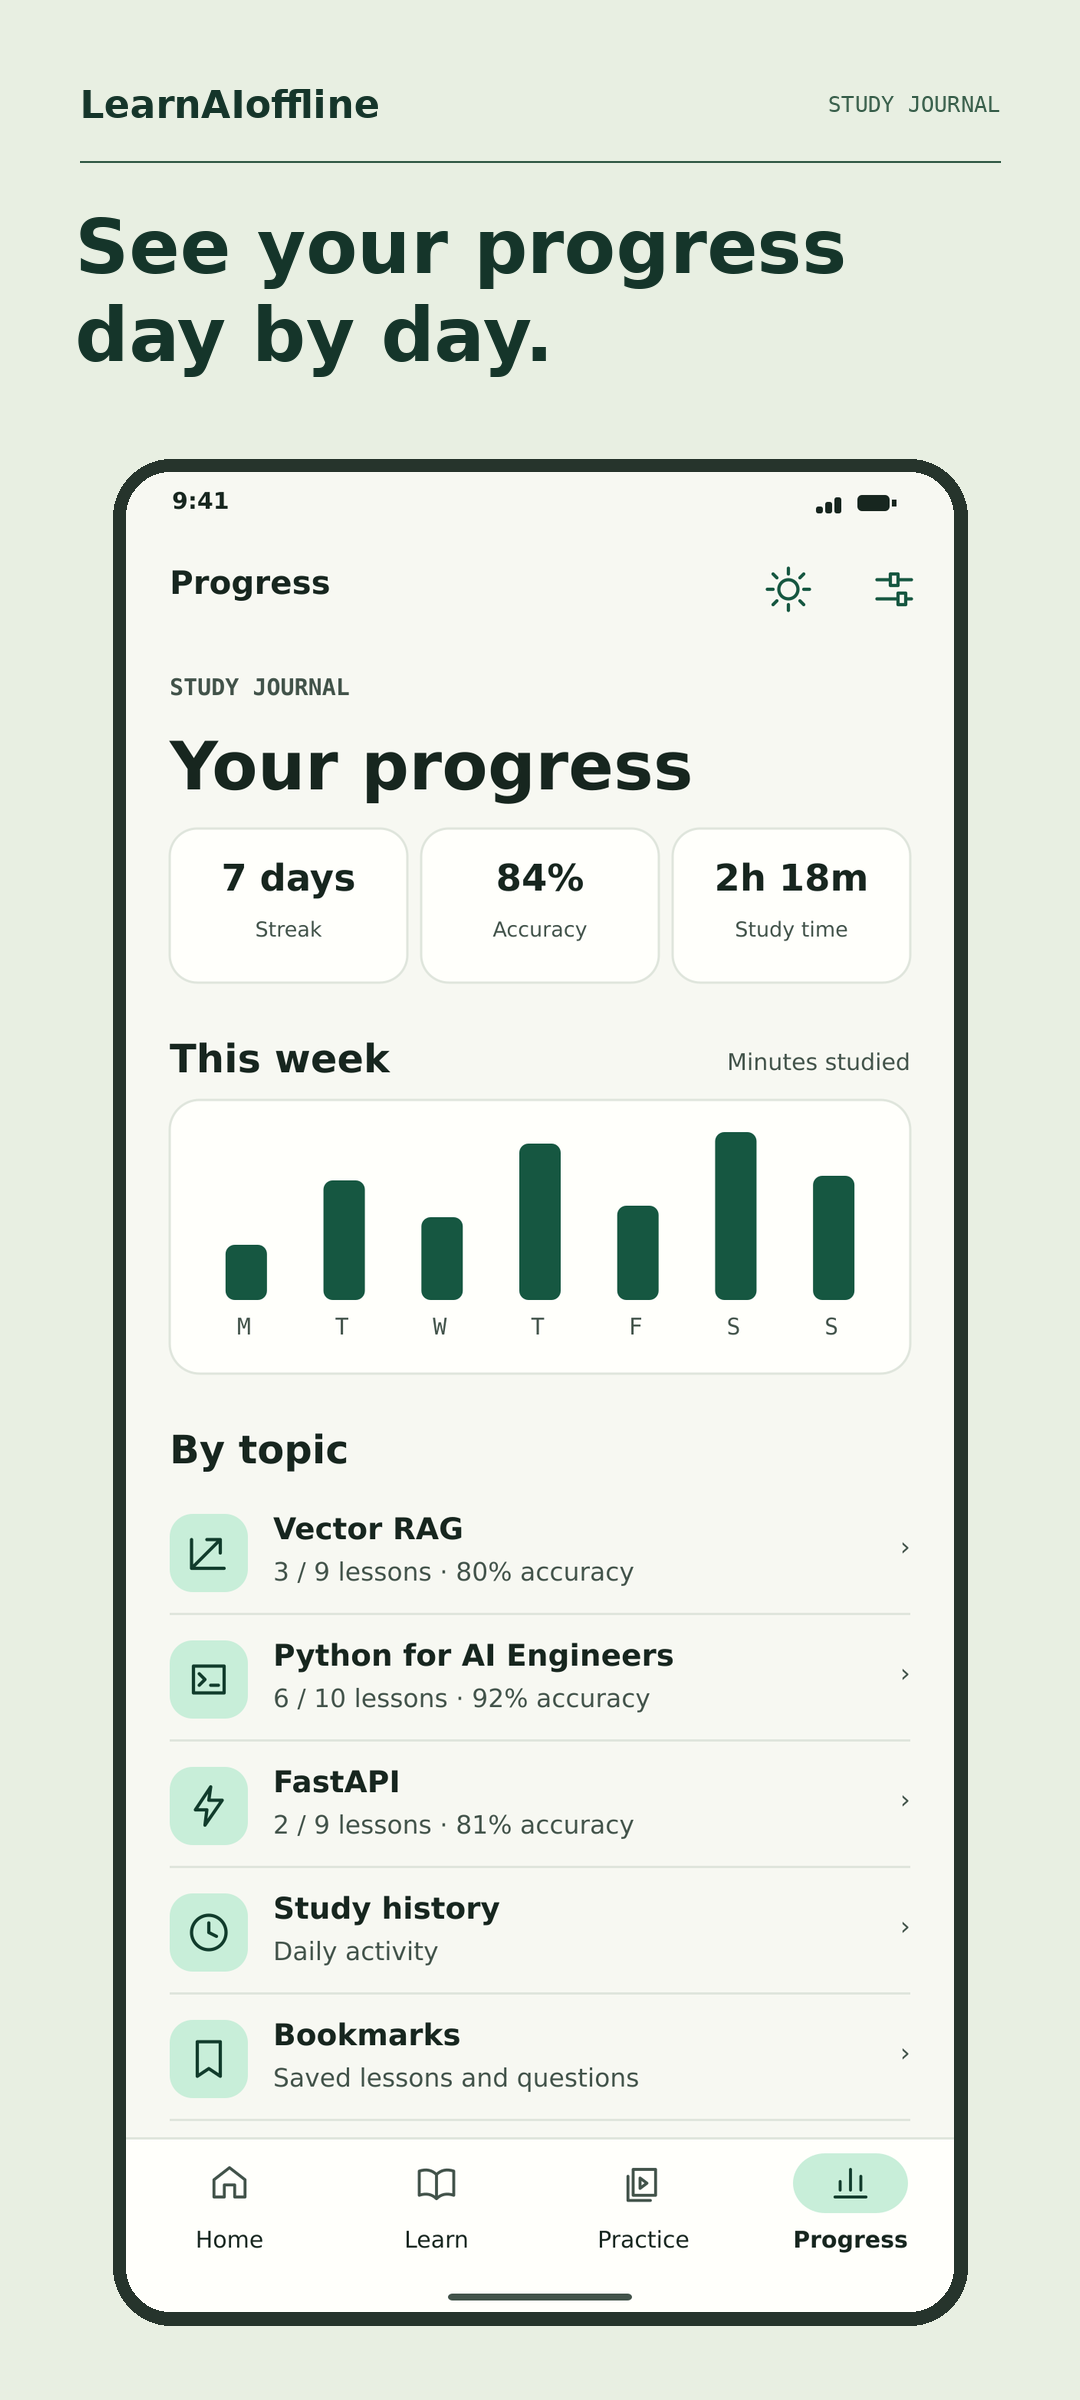 LearnAIoffline
STUDY JOURNAL
See your progress
day by day.
9:41
Progress
STUDY JOURNAL
Your progress
7 days
Streak
84%
Accuracy
2h 18m
Study time
This week
Minutes studied
M T W T F S S
By topic
Vector RAG
3 / 9 lessons · 80% accuracy
Python for AI Engineers
6 / 10 lessons · 92% accuracy
FastAPI
2 / 9 lessons · 81% accuracy
Study history
Daily activity
Bookmarks
Saved lessons and questions
Home Learn Practice Progress